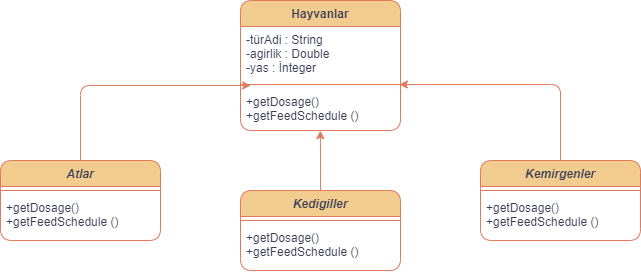 Hayvanlar
-türAdi : String
-agirlik : Double
-yas : İnteger
+getDosage()
+getFeedSchedule ()
Atlar
+getDosage()
+getFeedSchedule ()
Kedigiller
+getDosage()
+getFeedSchedule ()
Kemirgenler
+getDosage()
+getFeedSchedule ()